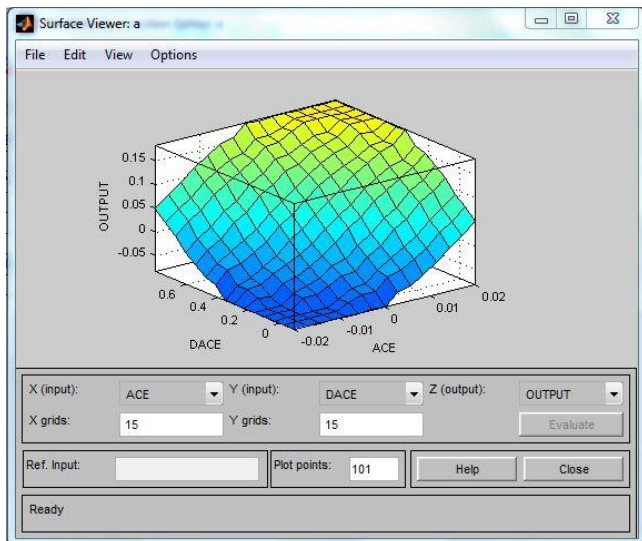 Surface Viewer: a
File Edit View Options
0.15
0.1
0.05
0
-0.05
OUTPUT
0.6
0.4
0.2
0
DACE
-0.02
-0.01
0
0.01
0.02
ACE
X (input): ACE Y (input): DACE Z (output): OUTPUT
X grids: 15 Y grids: 15 Evaluate
Ref. Input: Plot points: 101 Help Close
Ready